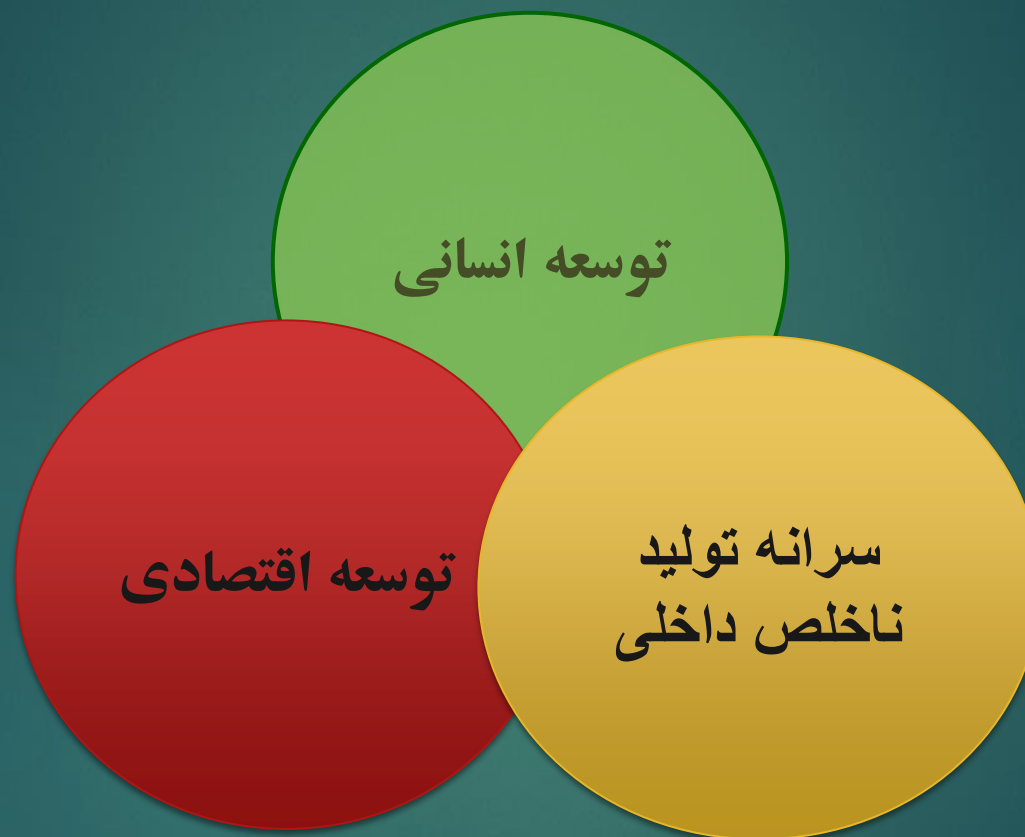 توسعه انسانی
توسعه اقتصادی
سرانه تولید
ناخلص داخلی